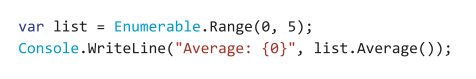 var list = Enumerable.Range(0, 5);
Console.WriteLine("Average: {0}", list.Average());